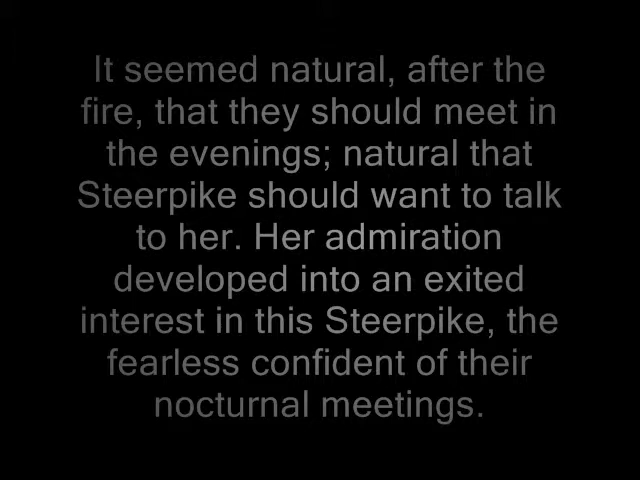 It seemed natural, after the
fire, that they should meet in
the evenings; natural that
Steerpike should want to talk
to her. Her admiration
developed into an exited
interest in this Steerpike, the
fearless confident of their
nocturnal meetings.